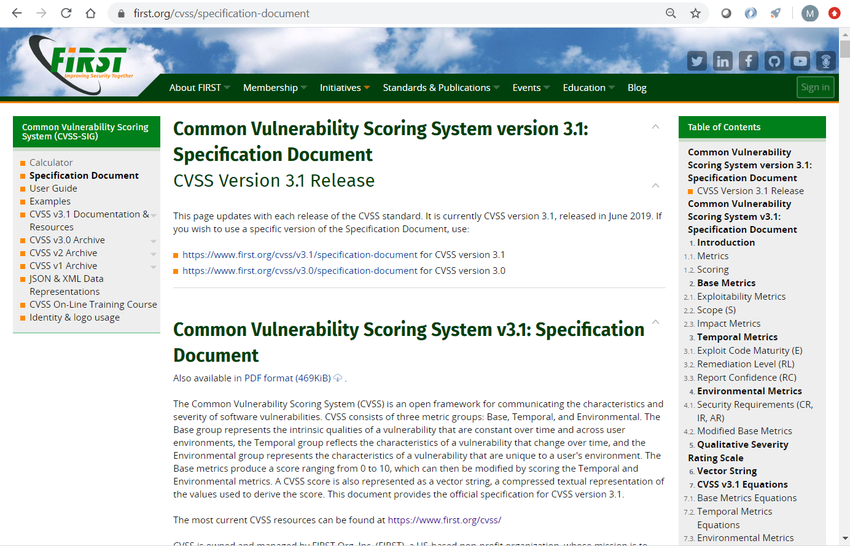 first.org/cvss/specification-document
M
FIRST
Improving Security Together
About FIRST
Membership
Initiatives
Standards & Publications
Events
Education
Blog
Sign in
Common Vulnerability Scoring
System (CVSS-SIG)
Calculator
Specification Document
User Guide
Examples
CVSS v3.1 Documentation &
Resources
CVSS v3.0 Archive
CVSS v2 Archive
CVSS v1 Archive
JSON & XML Data
Representations
CVSS On-Line Training Course
Identity & logo usage
Common Vulnerability Scoring System version 3.1:
Specification Document
CVSS Version 3.1 Release
This page updates with each release of the CVSS standard. It is currently CVSS version 3.1, released in June 2019. If
you wish to use a specific version of the Specification Document, use:
https://www.first.org/cvss/v3.1/specification-document for CVSS version 3.1
https://www.first.org/cvss/v3.0/specification-document for CVSS version 3.0
Common Vulnerability Scoring System v3.1: Specification
Document
Also available in PDF format (469KiB) .
The Common Vulnerability Scoring System (CVSS) is an open framework for communicating the characteristics and
severity of software vulnerabilities. CVSS consists of three metric groups: Base, Temporal, and Environmental. The
Base group represents the intrinsic qualities of a vulnerability that are constant over time and across user
environments, the Temporal group reflects the characteristics of a vulnerability that change over time, and the
Environmental group represents the characteristics of a vulnerability that are unique to a user's environment. The
Base metrics produce a score ranging from 0 to 10, which can then be modified by scoring the Temporal and
Environmental metrics. A CVSS score is also represented as a vector string, a compressed textual representation of
the values used to derive the score. This document provides the official specification for CVSS version 3.1.
The most current CVSS resources can be found at https://www.first.org/cvss/
CVSS is owned and managed by FIRST.Org, Inc. (FIRST), a US-based non-profit organization, whose mission is to
Table of Contents
Common Vulnerability
Scoring System version 3.1:
Specification Document
CVSS Version 3.1 Release
Common Vulnerability
Scoring System v3.1:
Specification Document
1. Introduction
1.1. Metrics
1.2. Scoring
2. Base Metrics
2.1. Exploitability Metrics
2.2. Scope (S)
2.3. Impact Metrics
3. Temporal Metrics
3.1. Exploit Code Maturity (E)
3.2. Remediation Level (RL)
3.3. Report Confidence (RC)
4. Environmental Metrics
4.1. Security Requirements (CR,
IR, AR)
4.2. Modified Base Metrics
5. Qualitative Severity
Rating Scale
6. Vector String
7. CVSS v3.1 Equations
7.1. Base Metrics Equations
7.2. Temporal Metrics
Equations
7.3. Environmental Metrics